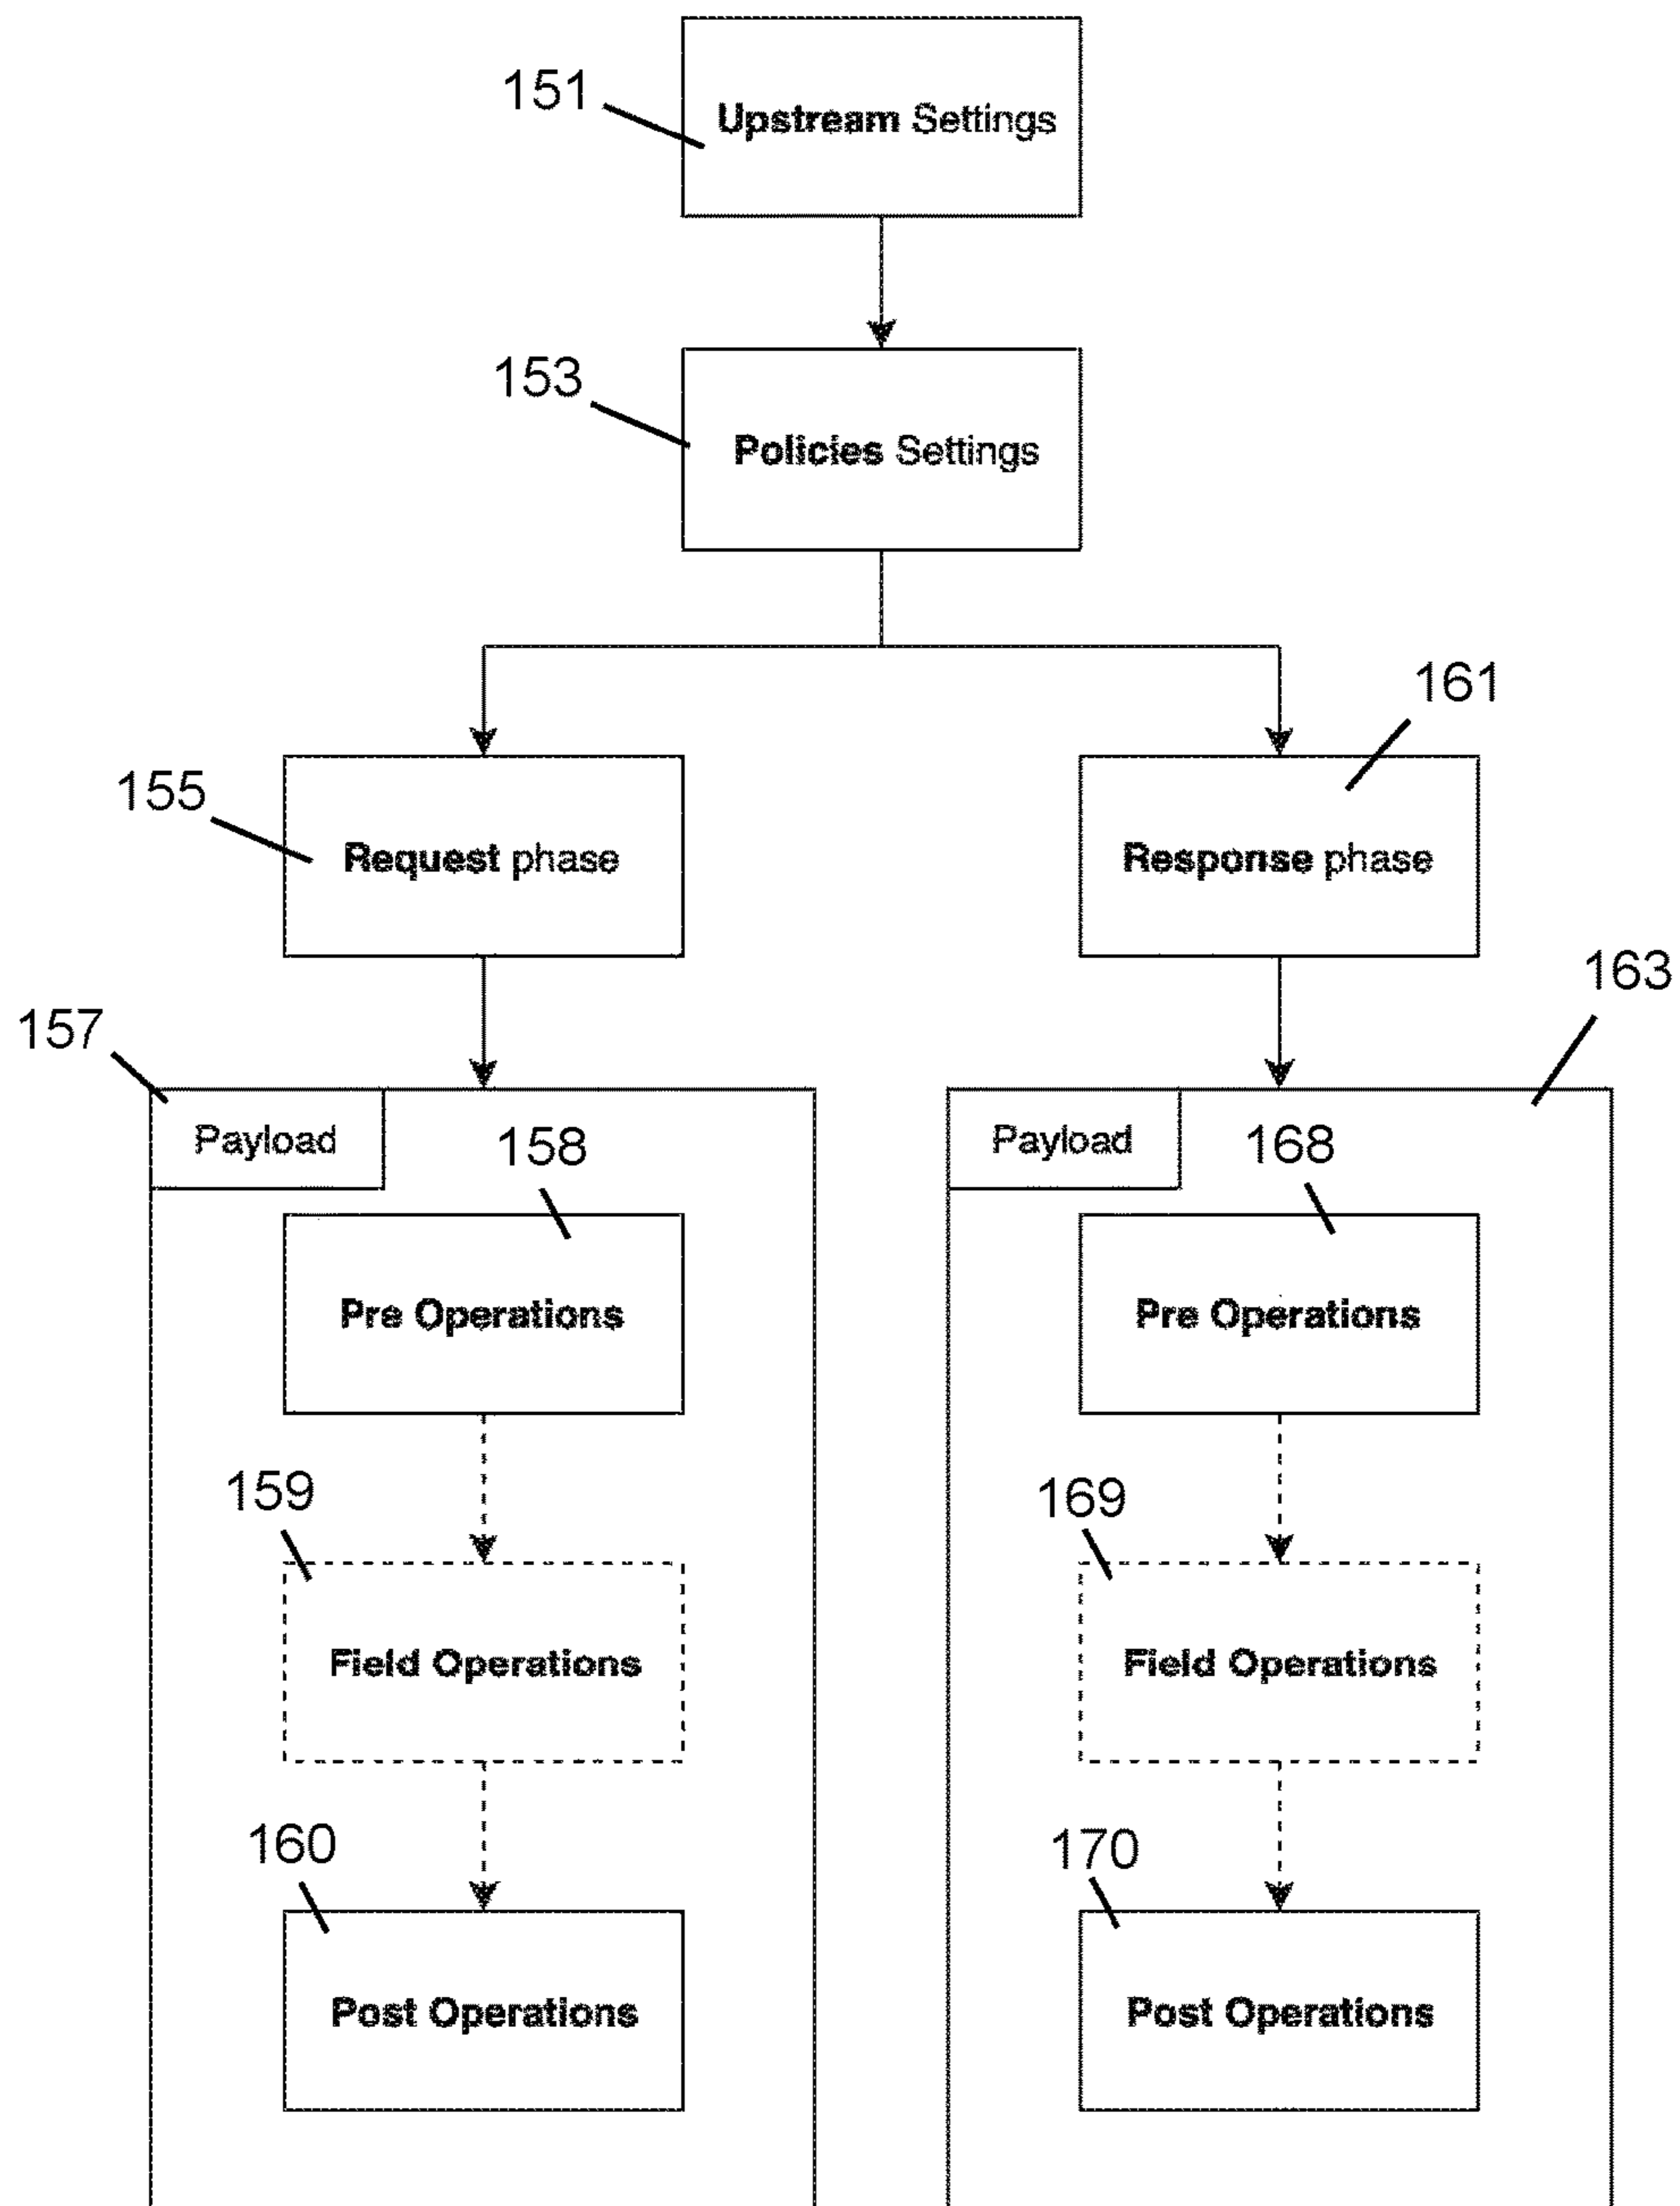 151
Upstream Settings
153
Policies Settings
161
155
Request phase
Response phase
163
157
Payload
158
Payload
168
Pre Operations
Pre Operations
159
169
Field Operations
Field Operations
160
170
Post Operations
Post Operations